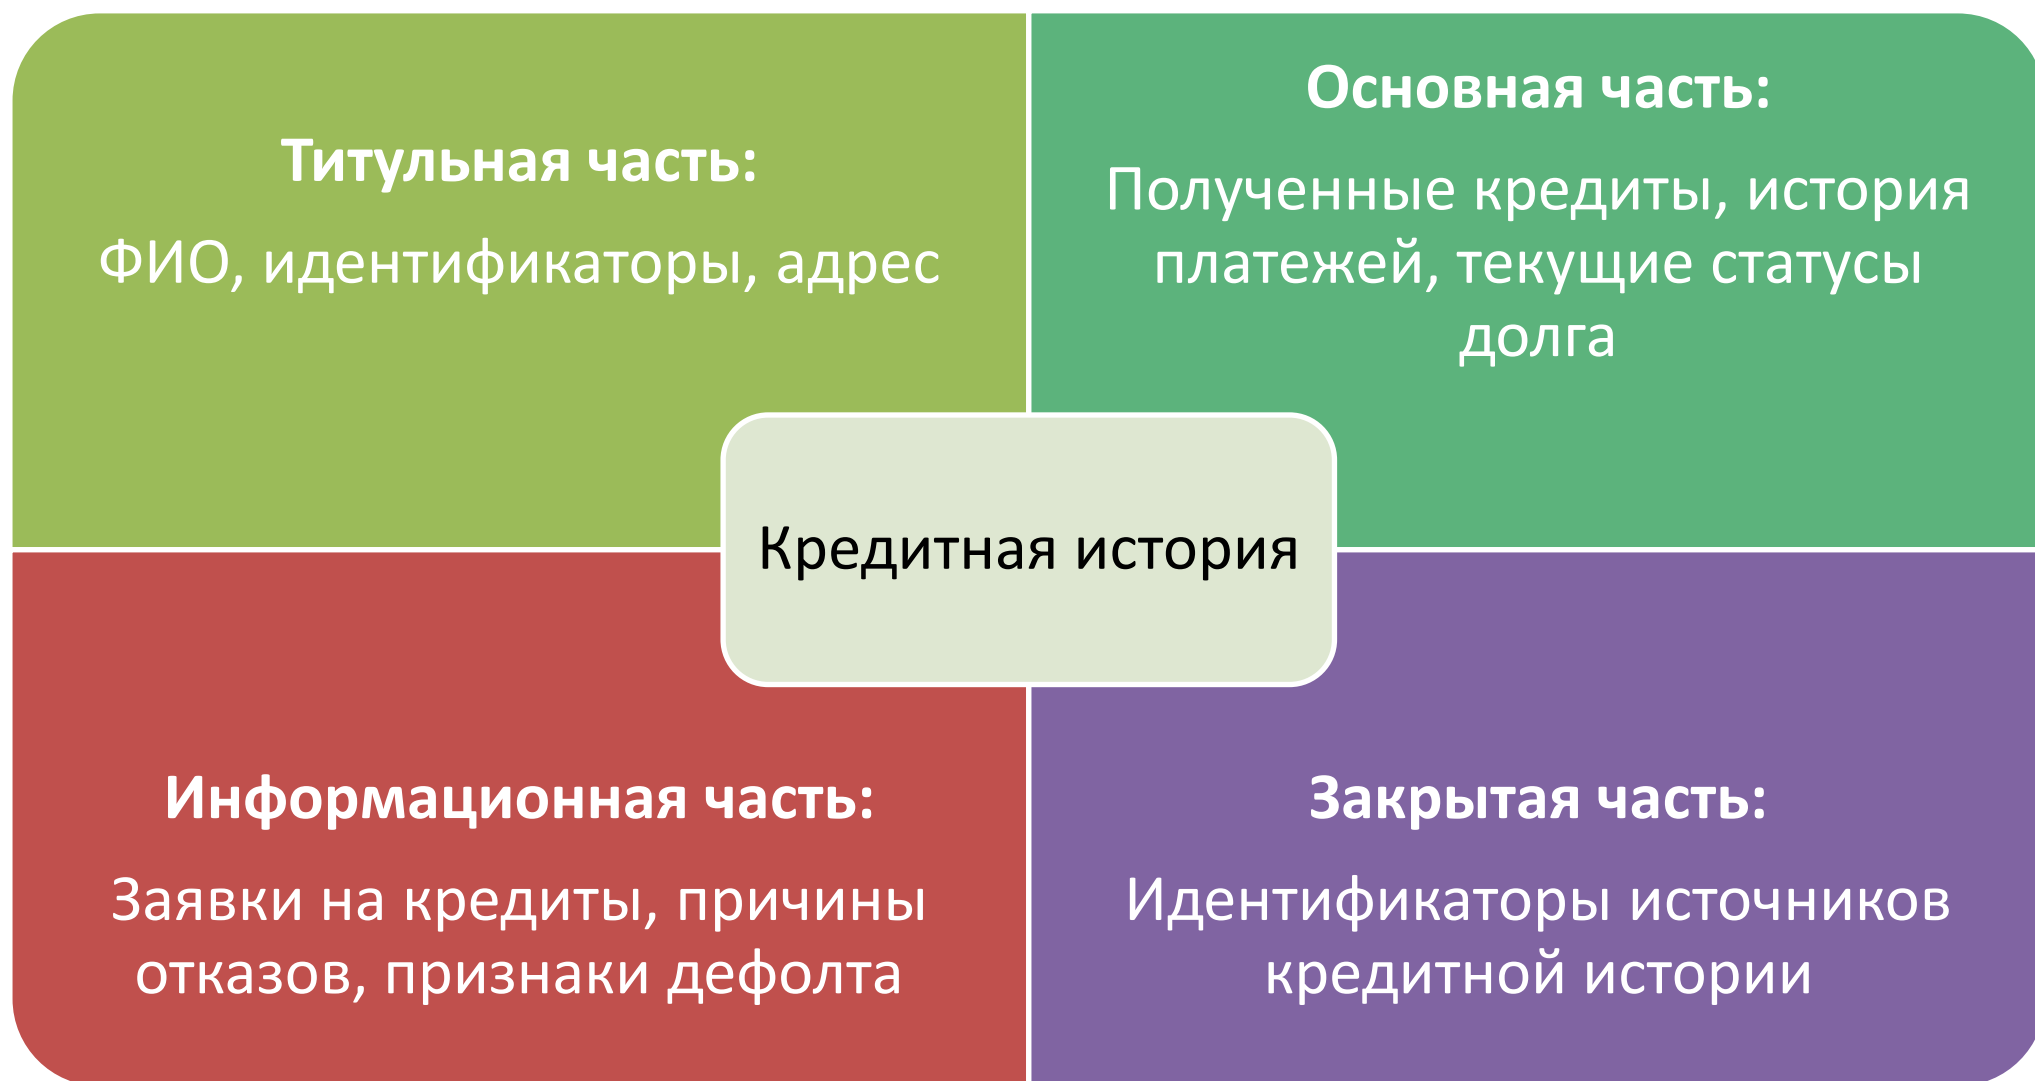 Титульная часть:
ФИО, идентификаторы, адрес
Основная часть:
Полученные кредиты, история
платежей, текущие статусы
долга
Кредитная история
Информационная часть:
Заявки на кредиты, причины
отказов, признаки дефолта
Закрытая часть:
Идентификаторы источников
кредитной истории